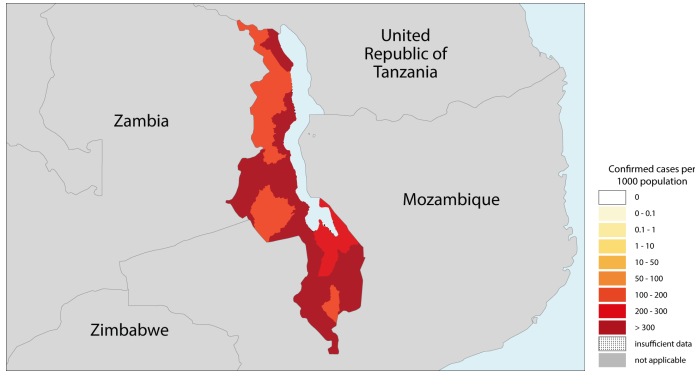 United
Republic of
Tanzania
Zambia
Mozambique
Zimbabwe
Confirmed cases per
1000 population
0
0 - 0.1
0.1 - 1
1 - 10
10 - 50
50 - 100
100 - 200
200 - 300
> 300
insufficient data
not applicable